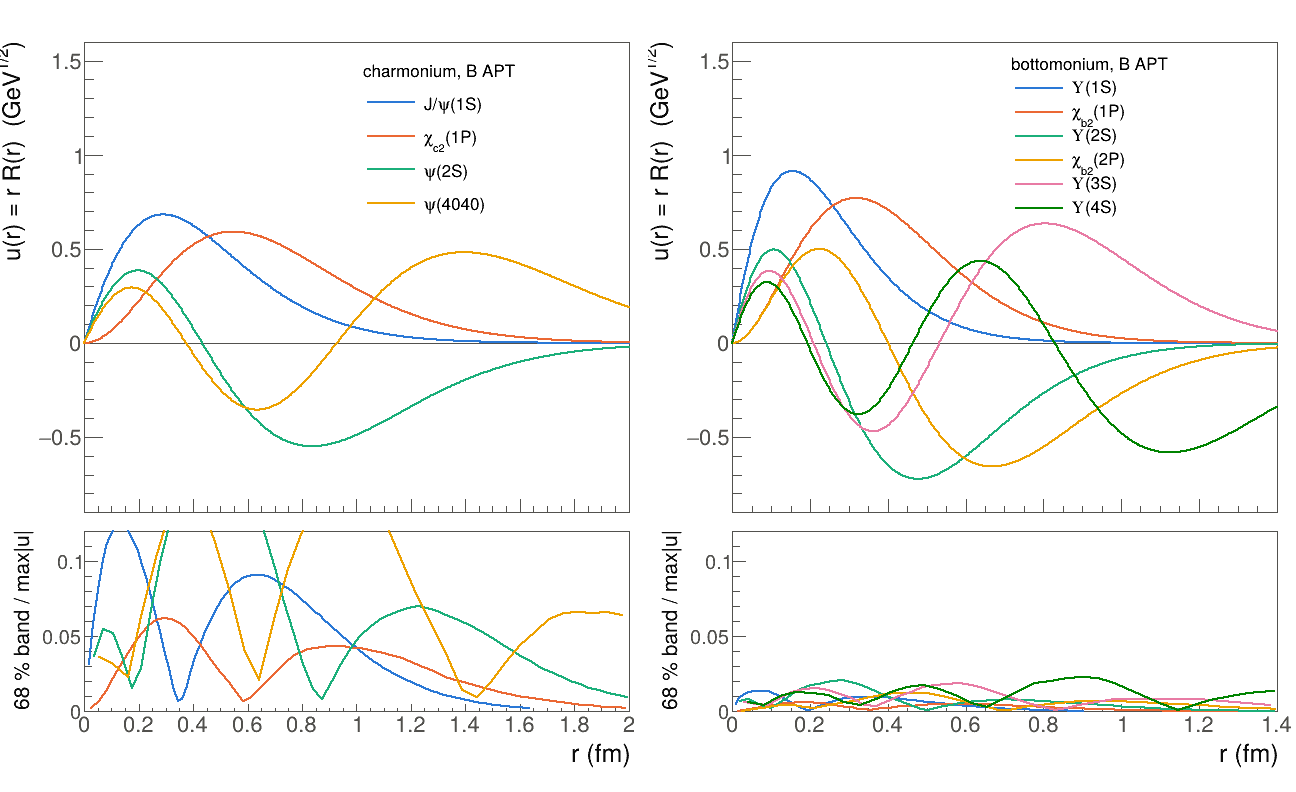 u(r) = r R(r) (GeV^1/2)
1.5
1
0.5
0
−0.5
charmonium, B APT
J/ψ(1S)
χc2(1P)
ψ(2S)
ψ(4040)
68 % band / max|u|
0.1
0.05
0
0 0.2 0.4 0.6 0.8 1 1.2 1.4 1.6 1.8 2
r (fm)
u(r) = r R(r) (GeV^1/2)
1.5
1
0.5
0
−0.5
bottomonium, B APT
ϒ(1S)
χb2(1P)
ϒ(2S)
χb2(2P)
ϒ(3S)
ϒ(4S)
68 % band / max|u|
0.1
0.05
0
0 0.2 0.4 0.6 0.8 1 1.2 1.4
r (fm)